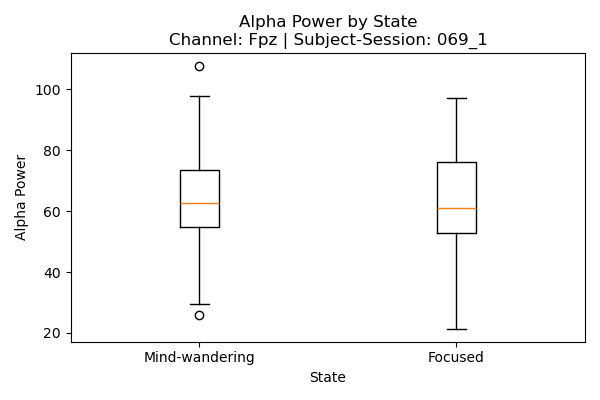 Alpha Power by State
Channel: Fpz | Subject-Session: 069_1
Alpha Power
100
80
60
40
20
Mind-wandering
Focused
State